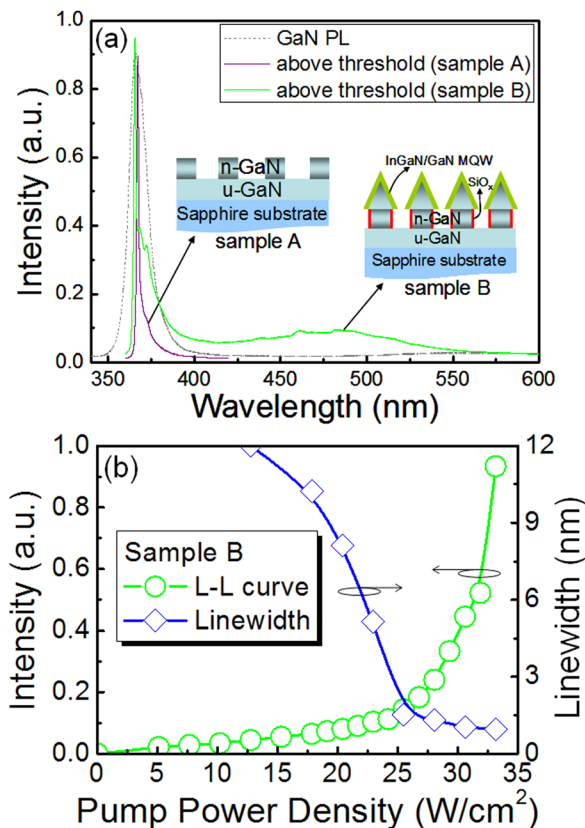 (a)
GaN PL
above threshold (sample A)
above threshold (sample B)
Intensity (a.u.)
1.0
0.8
0.6
0.4
0.2
0.0
n-GaN
u-GaN
Sapphire substrate
sample A
InGaN/GaN MQW
SiOx
n-GaN
u-GaN
Sapphire substrate
sample B
350 400 450 500 550 600
Wavelength (nm)
(b)
Intensity (a.u.)
1.0
0.8
0.6
0.4
0.2
0.0
Sample B
L-L curve
Linewidth
12
9
6
3
0
Linewidth (nm)
0 5 10 15 20 25 30 35
Pump Power Density (W/cm²)